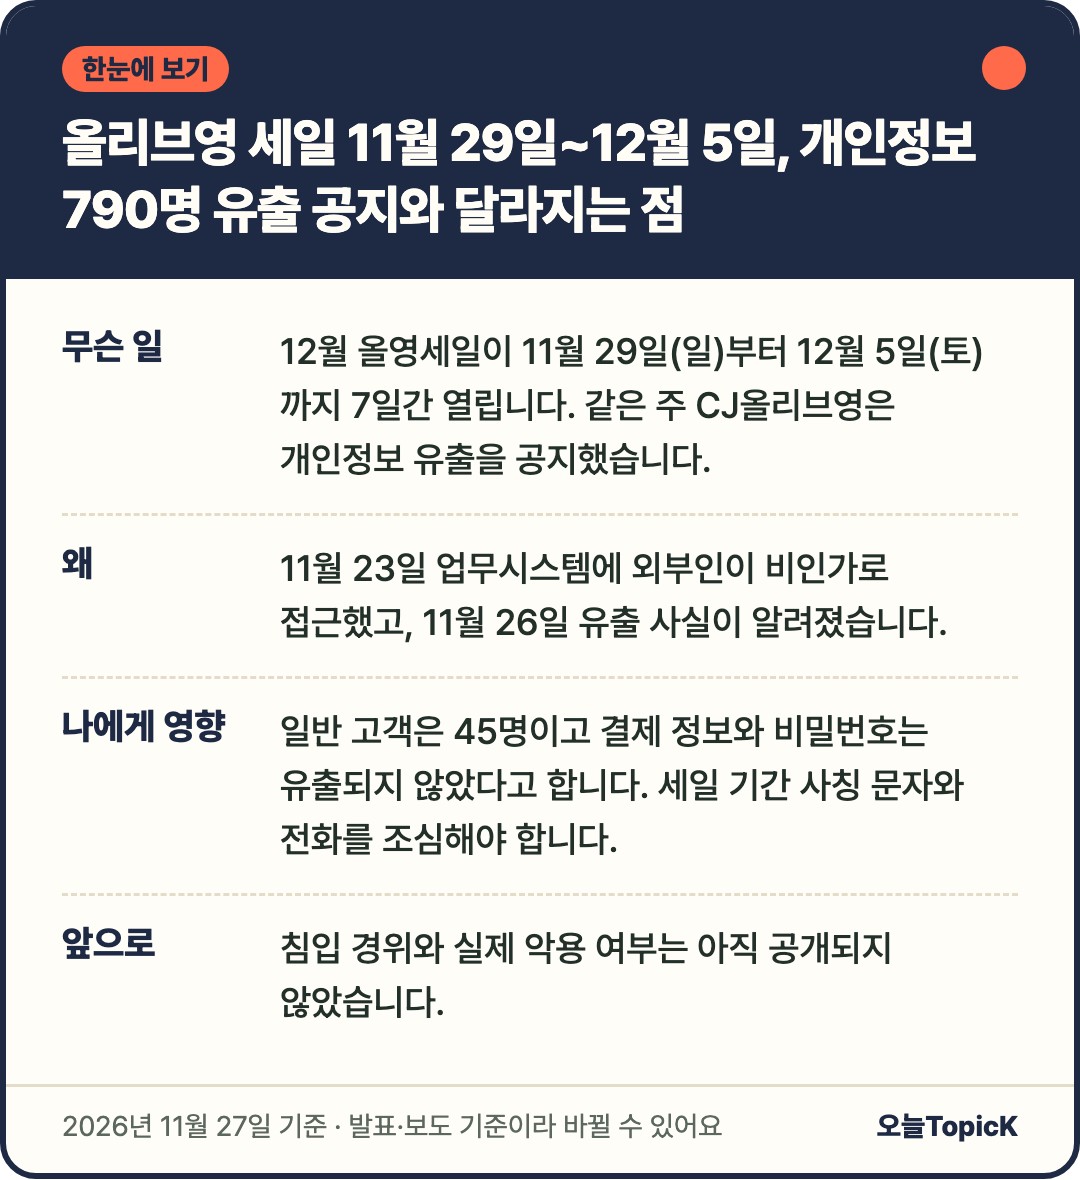 한눈에 보기
올리브영 세일 11월 29일~12월 5일, 개인정보
790명 유출 공지와 달라지는 점
무슨 일
12월 올영세일이 11월 29일(일)부터 12월 5일(토)
까지 7일간 열립니다. 같은 주 CJ올리브영은
개인정보 유출을 공지했습니다.
왜
11월 23일 업무시스템에 외부인이 비인가로
접근했고, 11월 26일 유출 사실이 알려졌습니다.
나에게 영향
일반 고객은 45명이고 결제 정보와 비밀번호는
유출되지 않았다고 합니다. 세일 기간 사칭 문자와
전화를 조심해야 합니다.
앞으로
침입 경위와 실제 악용 여부는 아직 공개되지
않았습니다.
2026년 11월 27일 기준 · 발표·보도 기준이라 바뀔 수 있어요
오늘TopicK